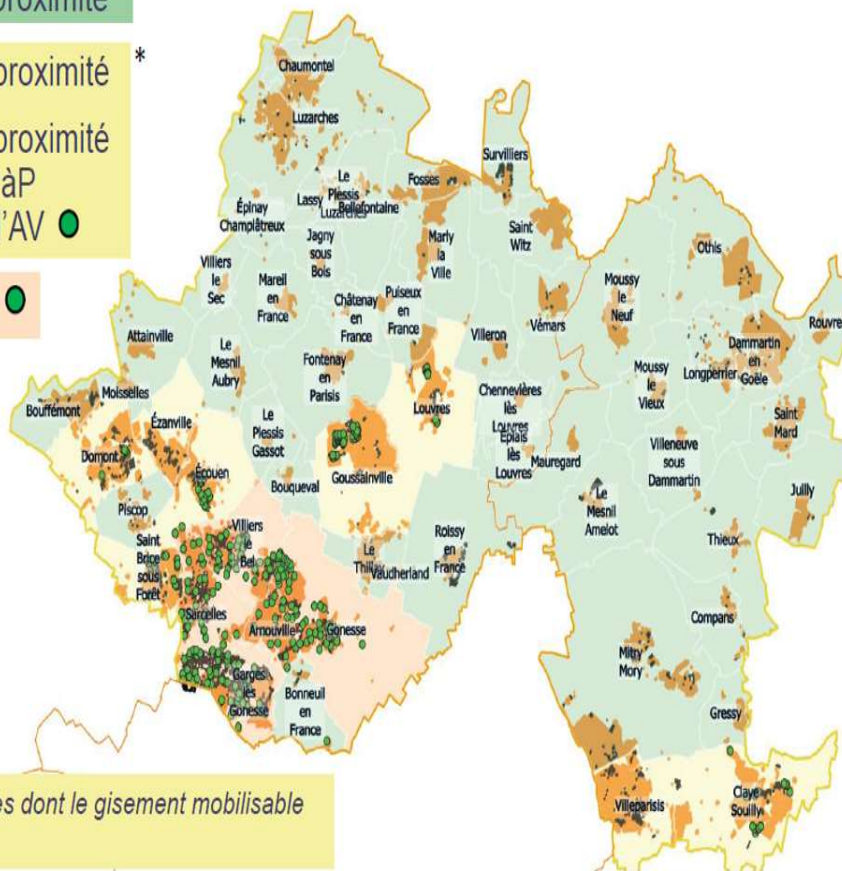 proximité
proximité *
proximité
àP
l'AV
Chaumontel
Luzarches
Survilliers
Fosses
Le
Plessis
Luzarches
Lassy
Bellefontaine
Épinay
Champlâtreux
Jagny
sous
Bois
Marly
la
Ville
Saint
Witz
Othis
Villiers
le
Sec
Mareil
en
France
Châtenay
en
France
Puiseux
en
France
Moussy
le
Neuf
Rouvre
Attainville
Le
Mesnil
Aubry
Fontenay
en
Parisis
Villeron
Vémars
Dammartin
en
Goële
Longperrier
Moussy
le
Vieux
Moisselles
Bouffémont
Ézanville
Le
Plessis
Gassot
Louvres
Chennevières
lès
Louvres
Épiais
lès
Louvres
Mauregard
Villeneuve
sous
Dammartin
Saint
Mard
Domont
Écouen
Bouqueval
Goussainville
Le
Mesnil
Amelot
Juilly
Piscop
Saint
Brice
sous
Forêt
Villiers
le
Bel
Le
Thillay
Vaudherland
Roissy
en
France
Thieux
Sarcelles
Arnouville
Gonesse
Compans
Mitry
Mory
Garges
lès
Gonesse
Bonneuil
en
France
Gressy
Villeparisis
Claye
Souilly
es dont le gisement mobilisable